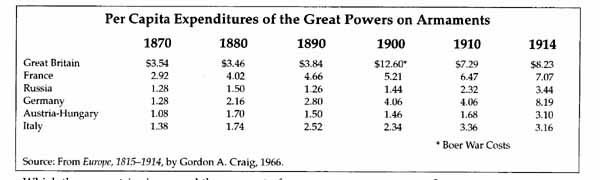 Per Capita Expenditures of the Great Powers on Armaments
1870 1880 1890 1900 1910 1914
Great Britain $3.54 $3.46 $3.84 $12.60* $7.29 $8.23
France 2.92 4.02 4.66 5.21 6.47 7.07
Russia 1.28 1.50 1.26 1.44 2.32 3.44
Germany 1.28 2.16 2.80 4.06 4.06 8.19
Austria-Hungary 1.08 1.70 1.50 1.46 1.68 3.10
Italy 1.38 1.74 2.52 2.34 3.36 3.16
* Boer War Costs
Source: From Europe, 1815–1914, by Gordon A. Craig, 1966.